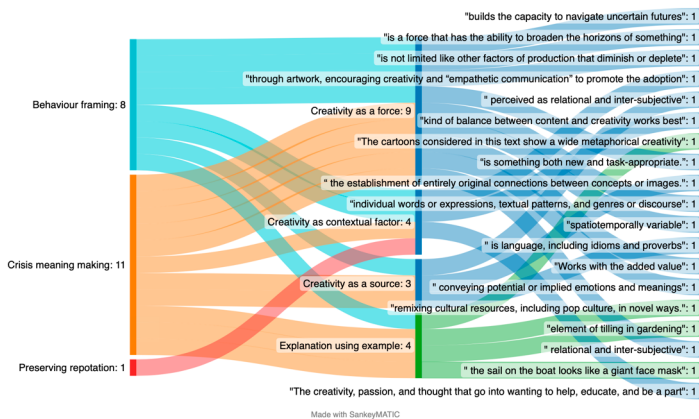 Behaviour framing: 8
Crisis meaning making: 11
Preserving repotation: 1
Creativity as a force: 9
Creativity as contextual factor: 4
Creativity as a source: 3
Explanation using example: 4
"builds the capacity to navigate uncertain futures": 1
"is a force that has the ability to broaden the horizons of something": 1
"is not limited like other factors of production that diminish or deplete": 1
"through artwork, encouraging creativity and “empathetic communication” to promote the adoption": 1
" perceived as relational and inter-subjective": 1
"kind of balance between content and creativity works best": 1
"The cartoons considered in this text show a wide metaphorical creativity": 1
"is something both new and task-appropriate.": 1
" the establishment of entirely original connections between concepts or images.": 1
"individual words or expressions, textual patterns, and genres or discourse": 1
"spatiotemporally variable": 1
" is language, including idioms and proverbs": 1
"Works with the added value": 1
" conveying potential or implied emotions and meanings": 1
"remixing cultural resources, including pop culture, in novel ways.": 1
"element of tilling in gardening": 1
" relational and inter-subjective": 1
" the sail on the boat looks like a giant face mask": 1
"The creativity, passion, and thought that go into wanting to help, educate, and be a part": 1
Made with SankeyMATIC